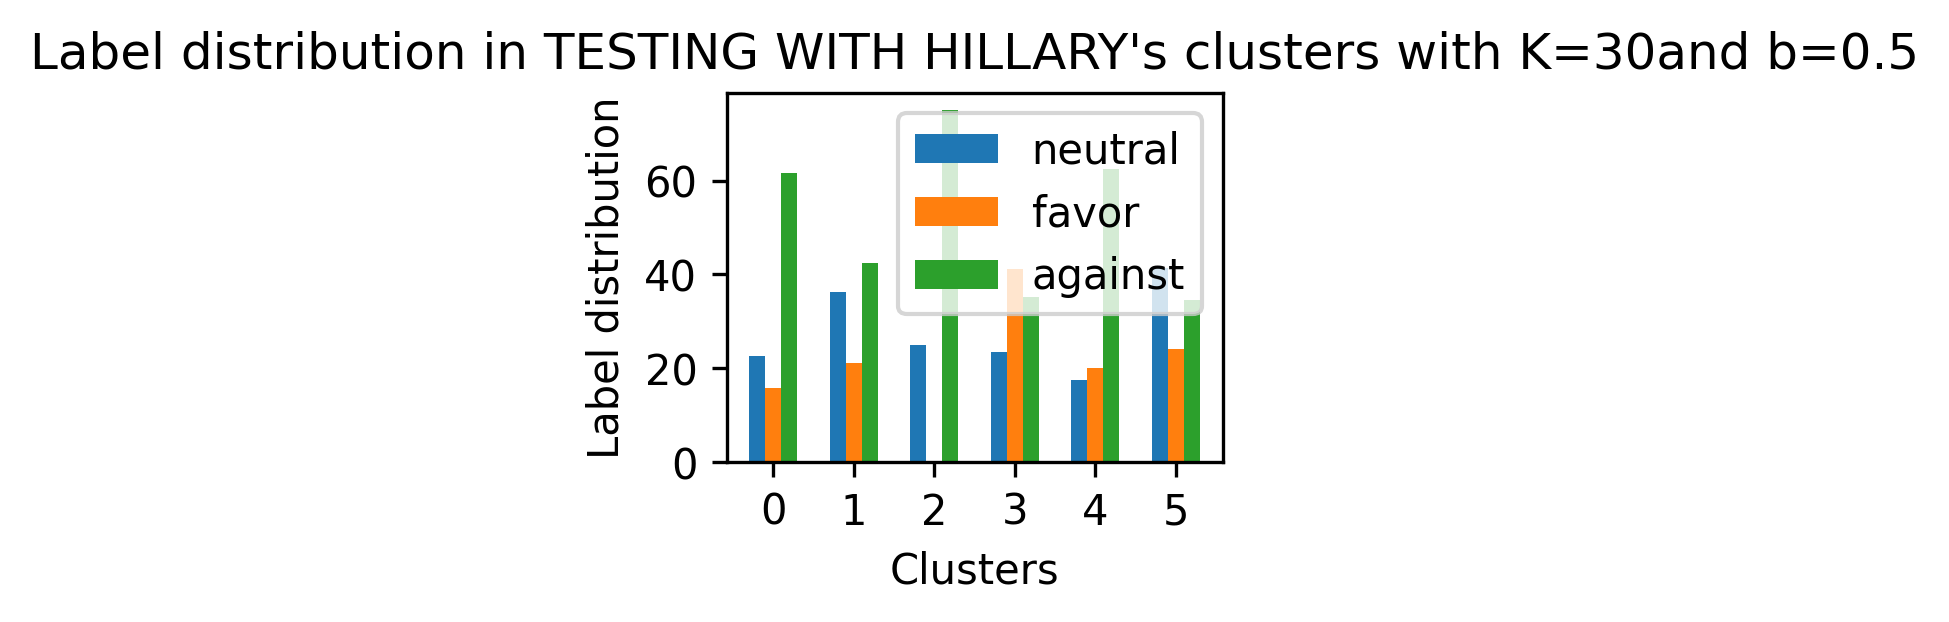 Label distribution in TESTING WITH HILLARY's clusters with K=30and b=0.5
Label distribution
60
40
20
0
neutral
favor
against
0 1 2 3 4 5
Clusters